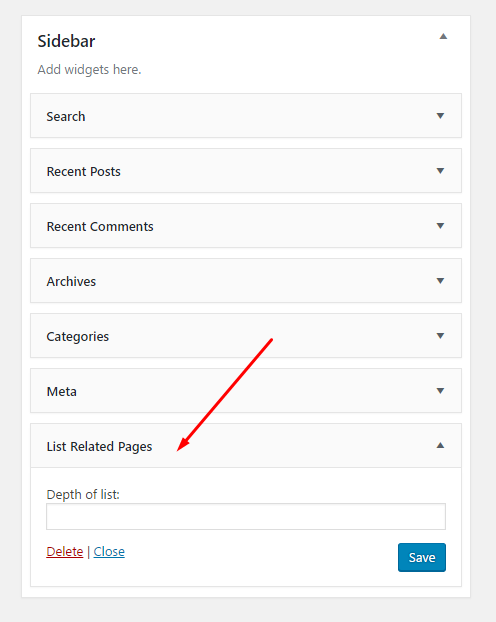 Sidebar
Add widgets here.
Search
Recent Posts
Recent Comments
Archives
Categories
Meta
List Related Pages
Depth of list:
Delete | Close
Save